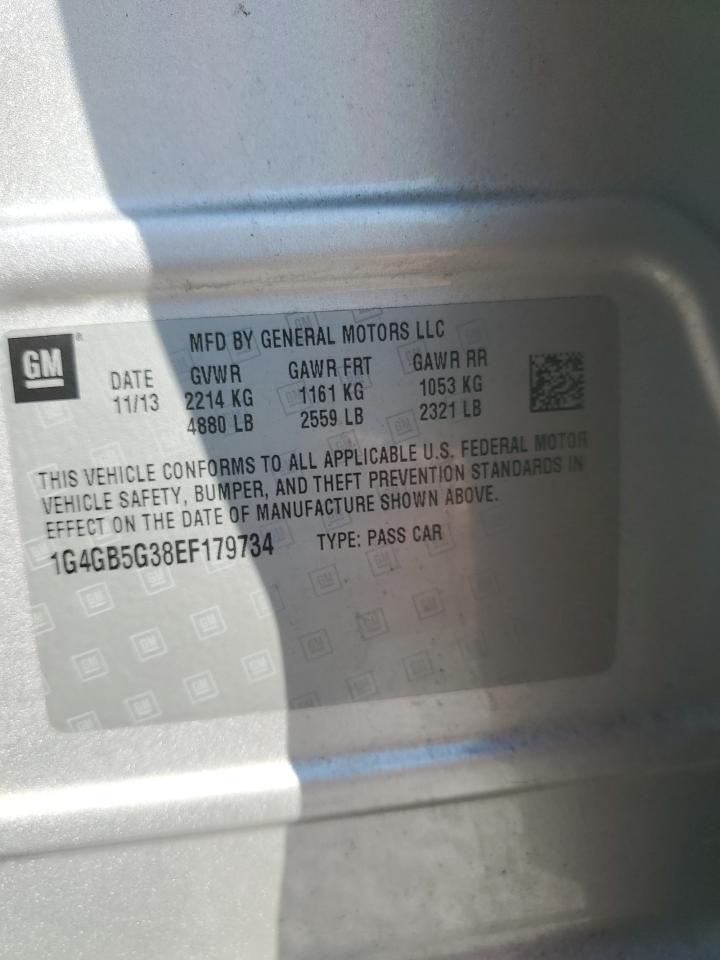 GM ®
MFD BY GENERAL MOTORS LLC
DATE GVWR GAWR FRT GAWR RR
11/13 2214 KG 1161 KG 1053 KG
4880 LB 2559 LB 2321 LB
THIS VEHICLE CONFORMS TO ALL APPLICABLE U.S. FEDERAL MOTOR
VEHICLE SAFETY, BUMPER, AND THEFT PREVENTION STANDARDS IN
EFFECT ON THE DATE OF MANUFACTURE SHOWN ABOVE.
1G4GB5G38EF179734 TYPE: PASS CAR